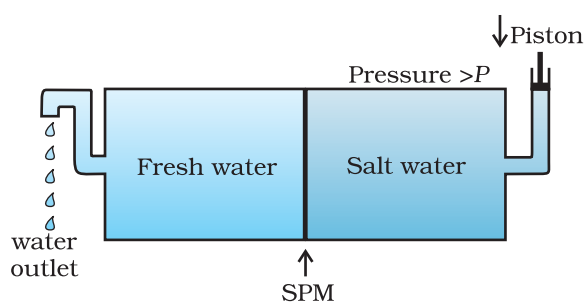 Piston
Pressure >P
Fresh water
Salt water
water
outlet
SPM